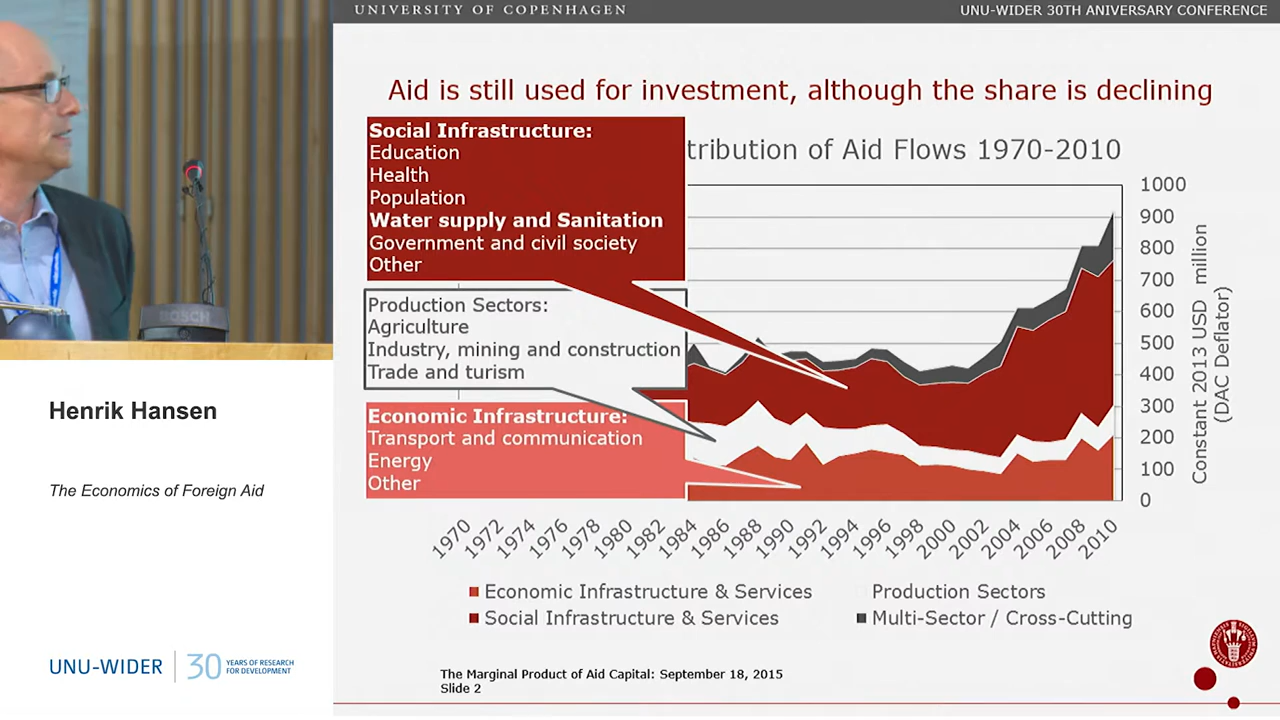 UNIVERSITY OF COPENHAGEN
UNU-WIDER 30TH ANIVERSARY CONFERENCE
Aid is still used for investment, although the share is declining
tribution of Aid Flows 1970-2010
Social Infrastructure:
Education
Health
Population
Water supply and Sanitation
Government and civil society
Other
Production Sectors:
Agriculture
Industry, mining and construction
Trade and turism
Economic Infrastructure:
Transport and communication
Energy
Other
1000
900
800
700
600
500
400
300
200
100
0
Constant 2013 USD million
(DAC Deflator)
1970 1972 1974 1976 1978 1980 1982 1984 1986 1988 1990 1992 1994 1996 1998 2000 2002 2004 2006 2008 2010
Economic Infrastructure & Services
Production Sectors
Social Infrastructure & Services
Multi-Sector / Cross-Cutting
The Marginal Product of Aid Capital: September 18, 2015
Slide 2
BOSCH
Henrik Hansen
The Economics of Foreign Aid
UNU-WIDER
30 YEARS OF RESEARCH
FOR DEVELOPMENT